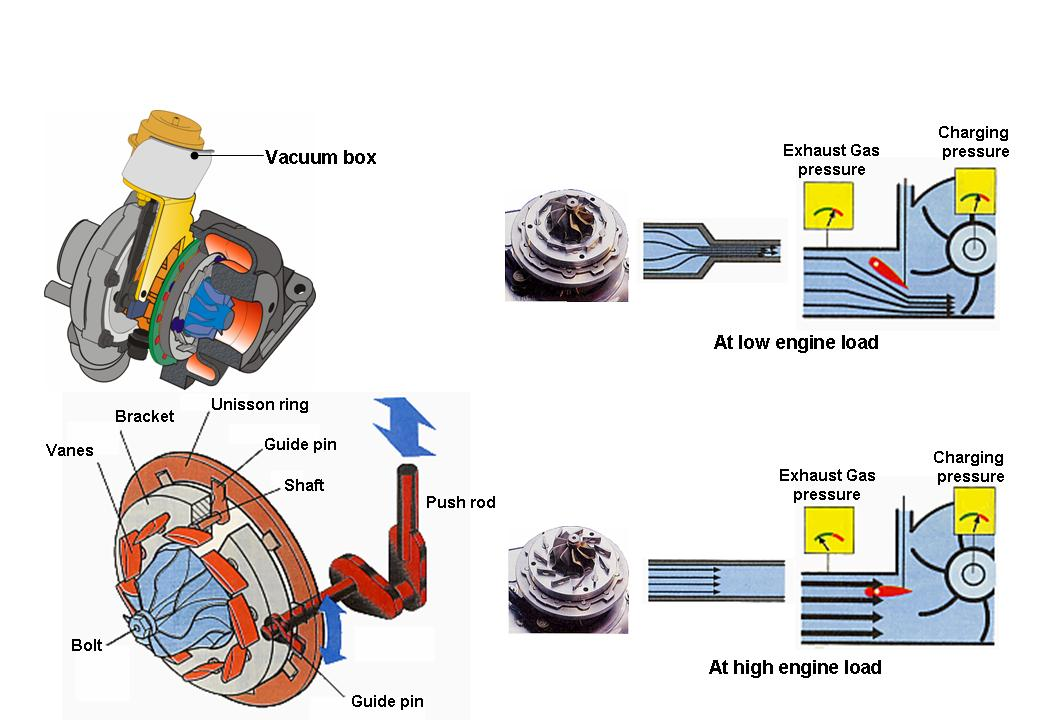 Vacuum box
Unisson ring
Bracket
Guide pin
Vanes
Shaft
Push rod
Bolt
Guide pin
Charging
pressure
Exhaust Gas
pressure
At low engine load
Charging
pressure
Exhaust Gas
pressure
At high engine load